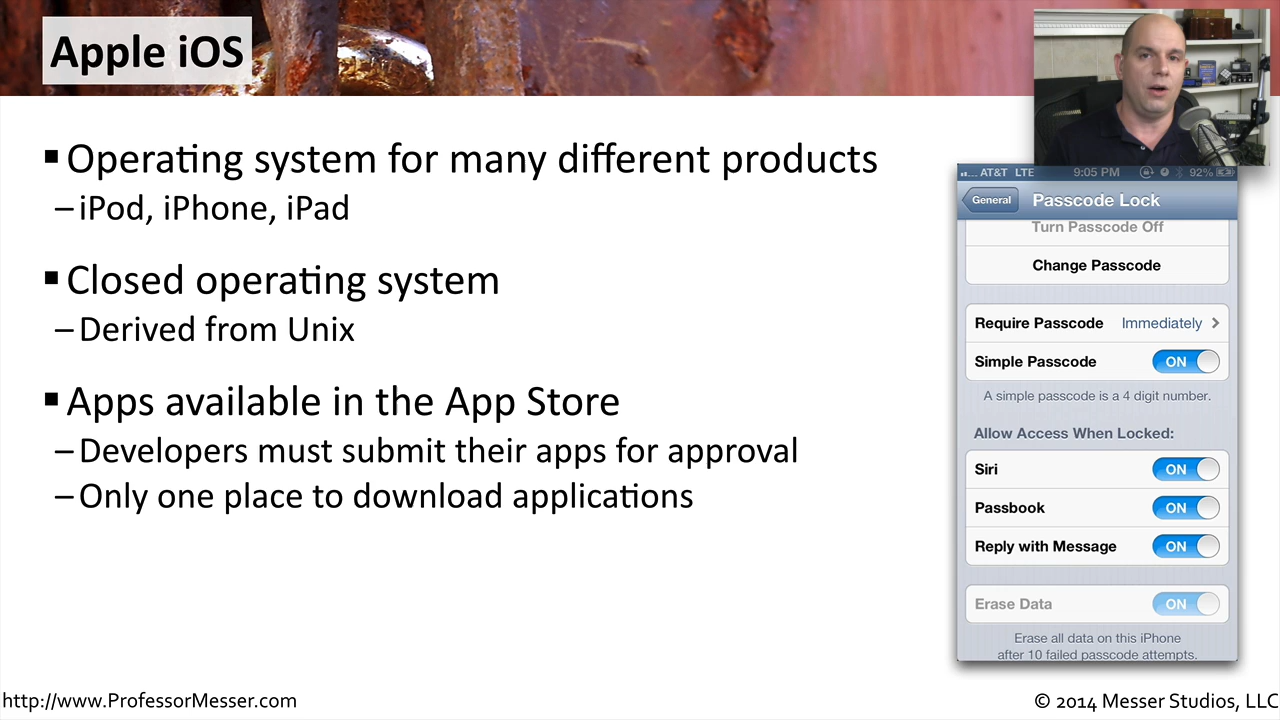 Apple iOS
Operating system for many different products
– iPod, iPhone, iPad
Closed operating system
– Derived from Unix
Apps available in the App Store
– Developers must submit their apps for approval
– Only one place to download applications
AT&T LTE 9:05 PM 92%
General Passcode Lock
Turn Passcode Off
Change Passcode
Require Passcode Immediately
Simple Passcode ON
A simple passcode is a 4 digit number.
Allow Access When Locked:
Siri ON
Passbook ON
Reply with Message ON
Erase Data ON
Erase all data on this iPhone
after 10 failed passcode attempts.
http://www.ProfessorMesser.com
© 2014 Messer Studios, LLC